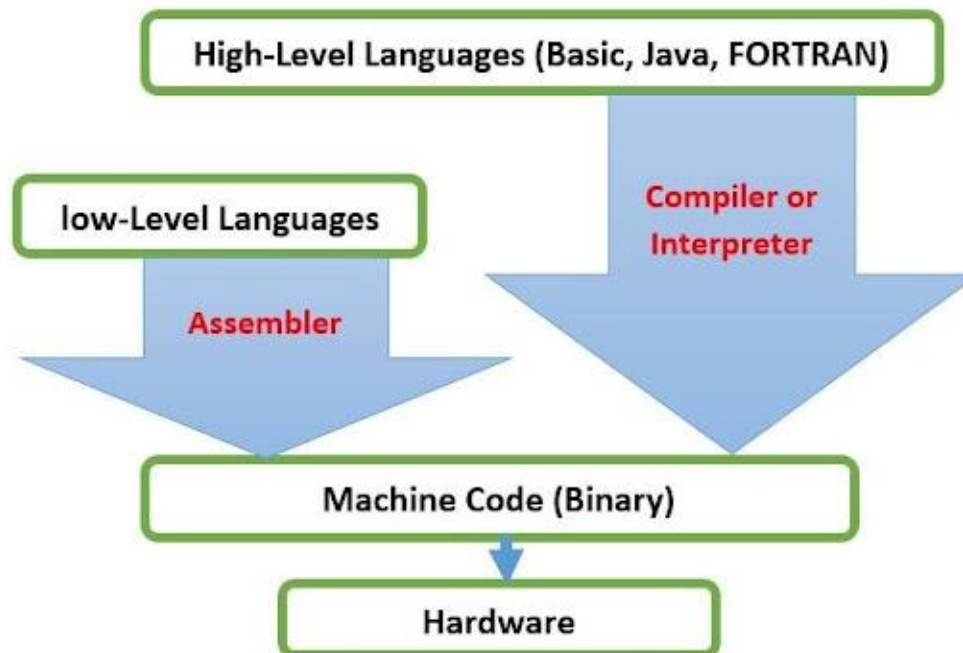 High-Level Languages (Basic, Java, FORTRAN)
low-Level Languages
Compiler or
Interpreter
Assembler
Machine Code (Binary)
Hardware